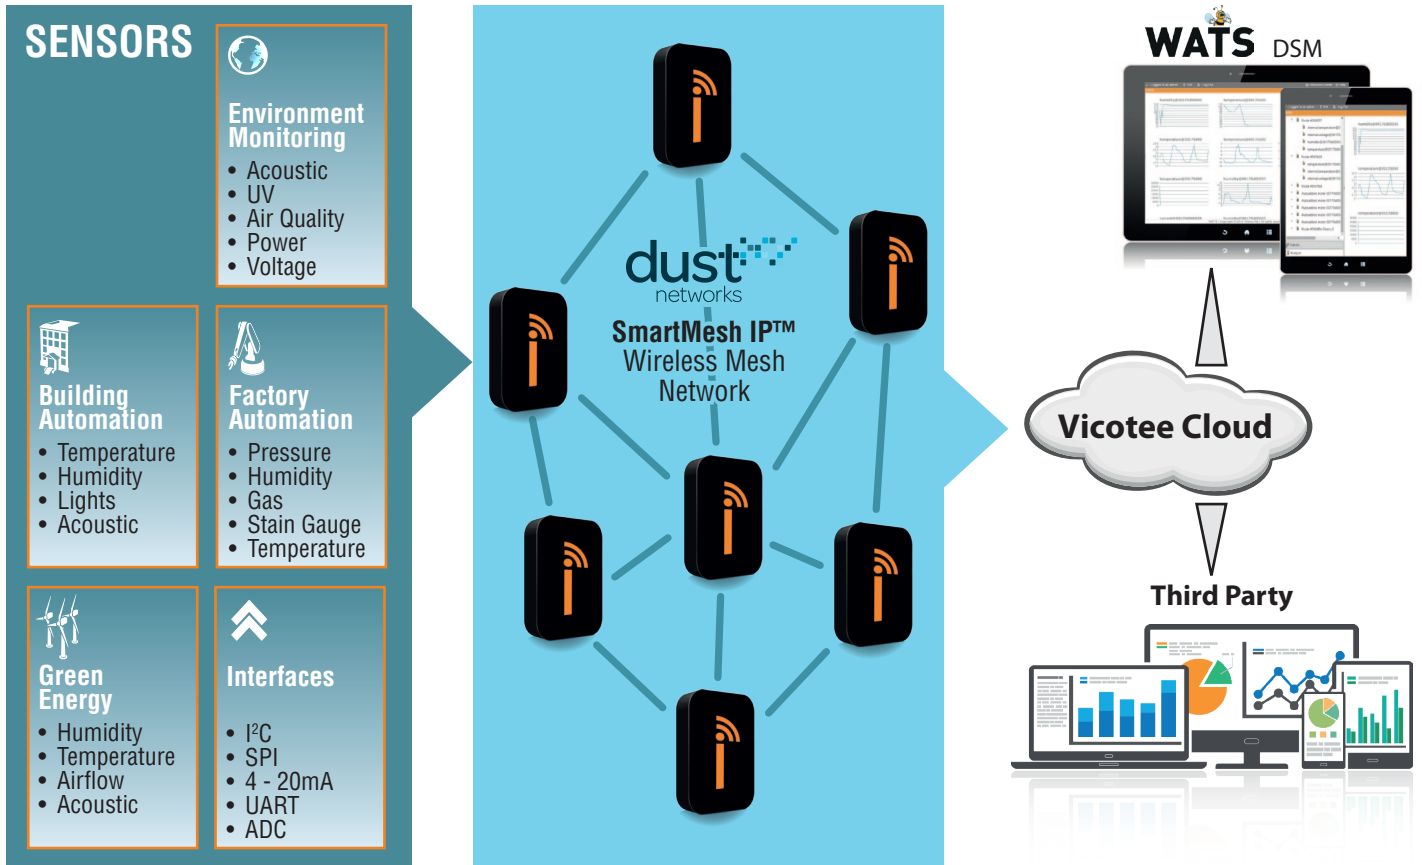 SENSORS
Environment
Monitoring
• Acoustic
• UV
• Air Quality
• Power
• Voltage
Building
Automation
• Temperature
• Humidity
• Lights
• Acoustic
Factory
Automation
• Pressure
• Humidity
• Gas
• Stain Gauge
• Temperature
Green
Energy
• Humidity
• Temperature
• Airflow
• Acoustic
Interfaces
• I²C
• SPI
• 4 - 20mA
• UART
• ADC
dust
networks
SmartMesh IP™
Wireless Mesh
Network
WATS DSM
Vicotee Cloud
Third Party